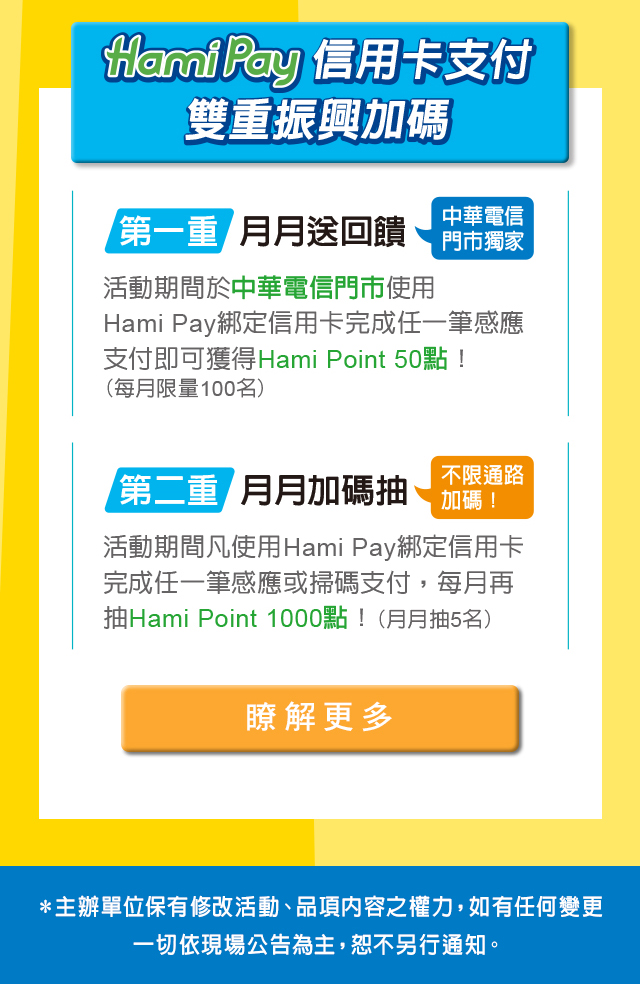 Hami Pay 信用卡支付
雙重振興加碼
第一重 月月送回饋
中華電信
門市獨家
活動期間於中華電信門市使用
Hami Pay綁定信用卡完成任一筆感應
支付即可獲得Hami Point 50點！
（每月限量100名）
第二重 月月加碼抽
不限通路
加碼！
活動期間凡使用Hami Pay綁定信用卡
完成任一筆感應或掃碼支付，每月再
抽Hami Point 1000點！（月月抽5名）
瞭解更多
＊主辦單位保有修改活動、品項內容之權力，如有任何變更
一切依現場公告為主，恕不另行通知。